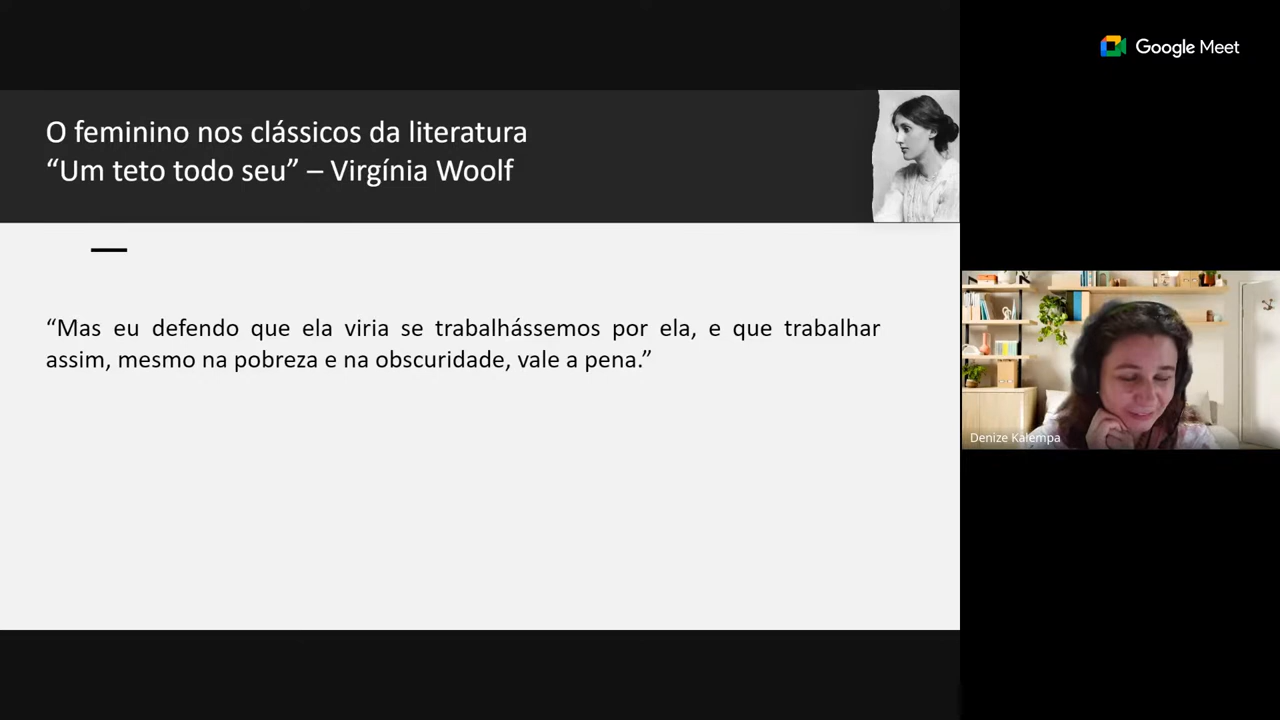 Google Meet
O feminino nos clássicos da literatura
“Um teto todo seu” – Virgínia Woolf
“Mas eu defendo que ela viria se trabalhássemos por ela, e que trabalhar
assim, mesmo na pobreza e na obscuridade, vale a pena.”
Denize Kalempa